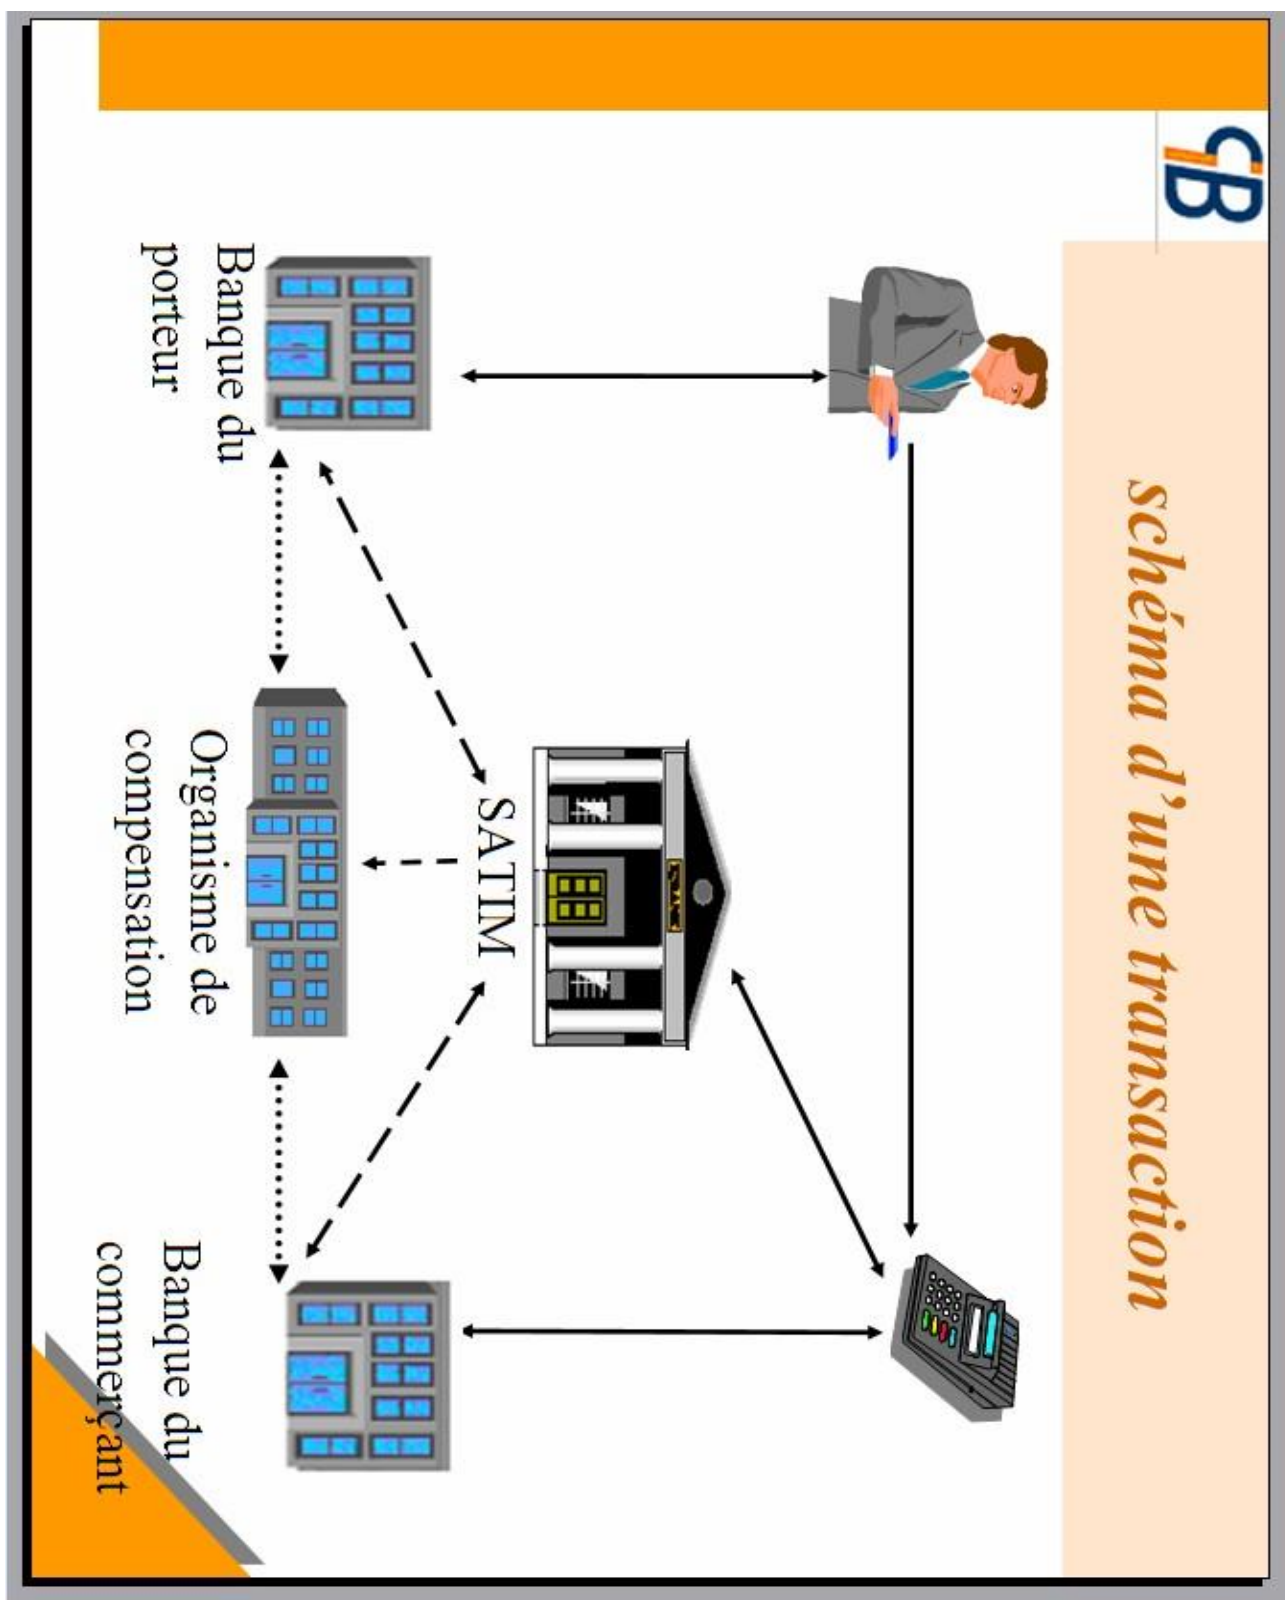 schéma d'une transaction
SATIM
Banque du
porteur
Organisme de
compensation
Banque du
commerçant